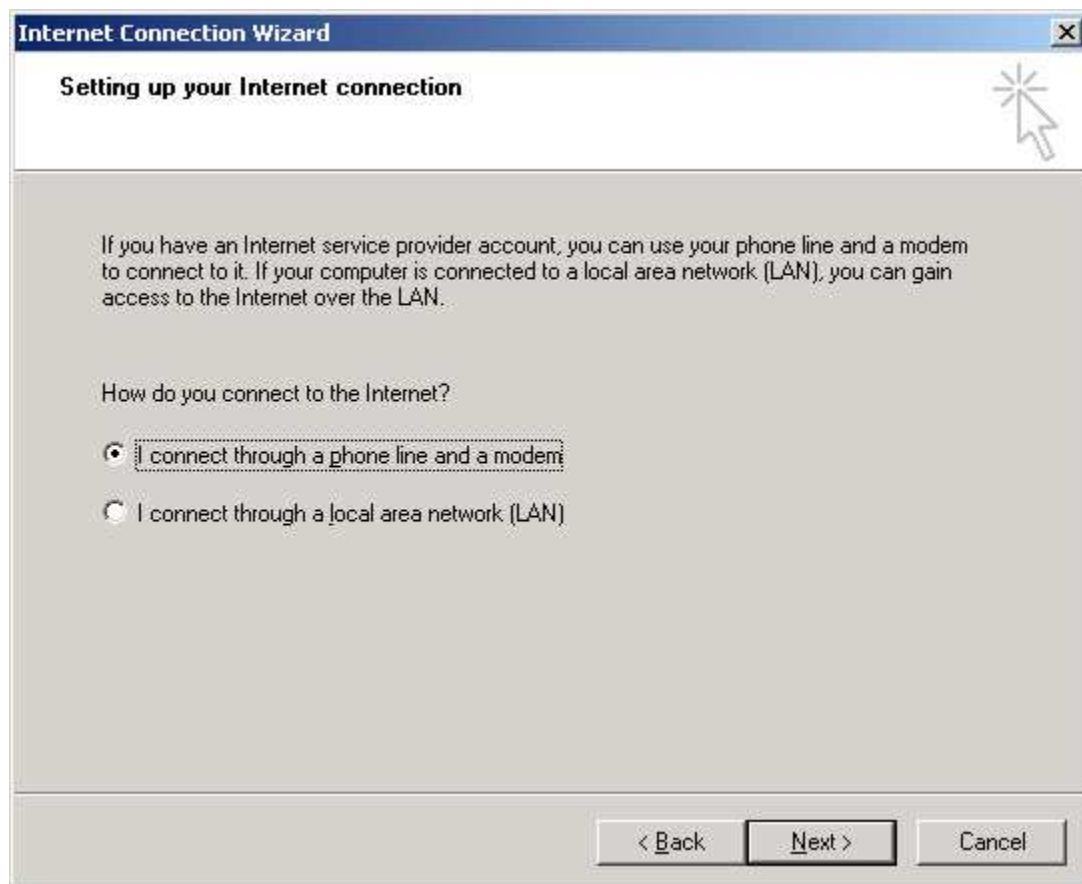 Internet Connection Wizard
Setting up your Internet connection
If you have an Internet service provider account, you can use your phone line and a modem
to connect to it. If your computer is connected to a local area network (LAN), you can gain
access to the Internet over the LAN.
How do you connect to the Internet?
I connect through a phone line and a modem
I connect through a local area network (LAN)
< Back Next > Cancel